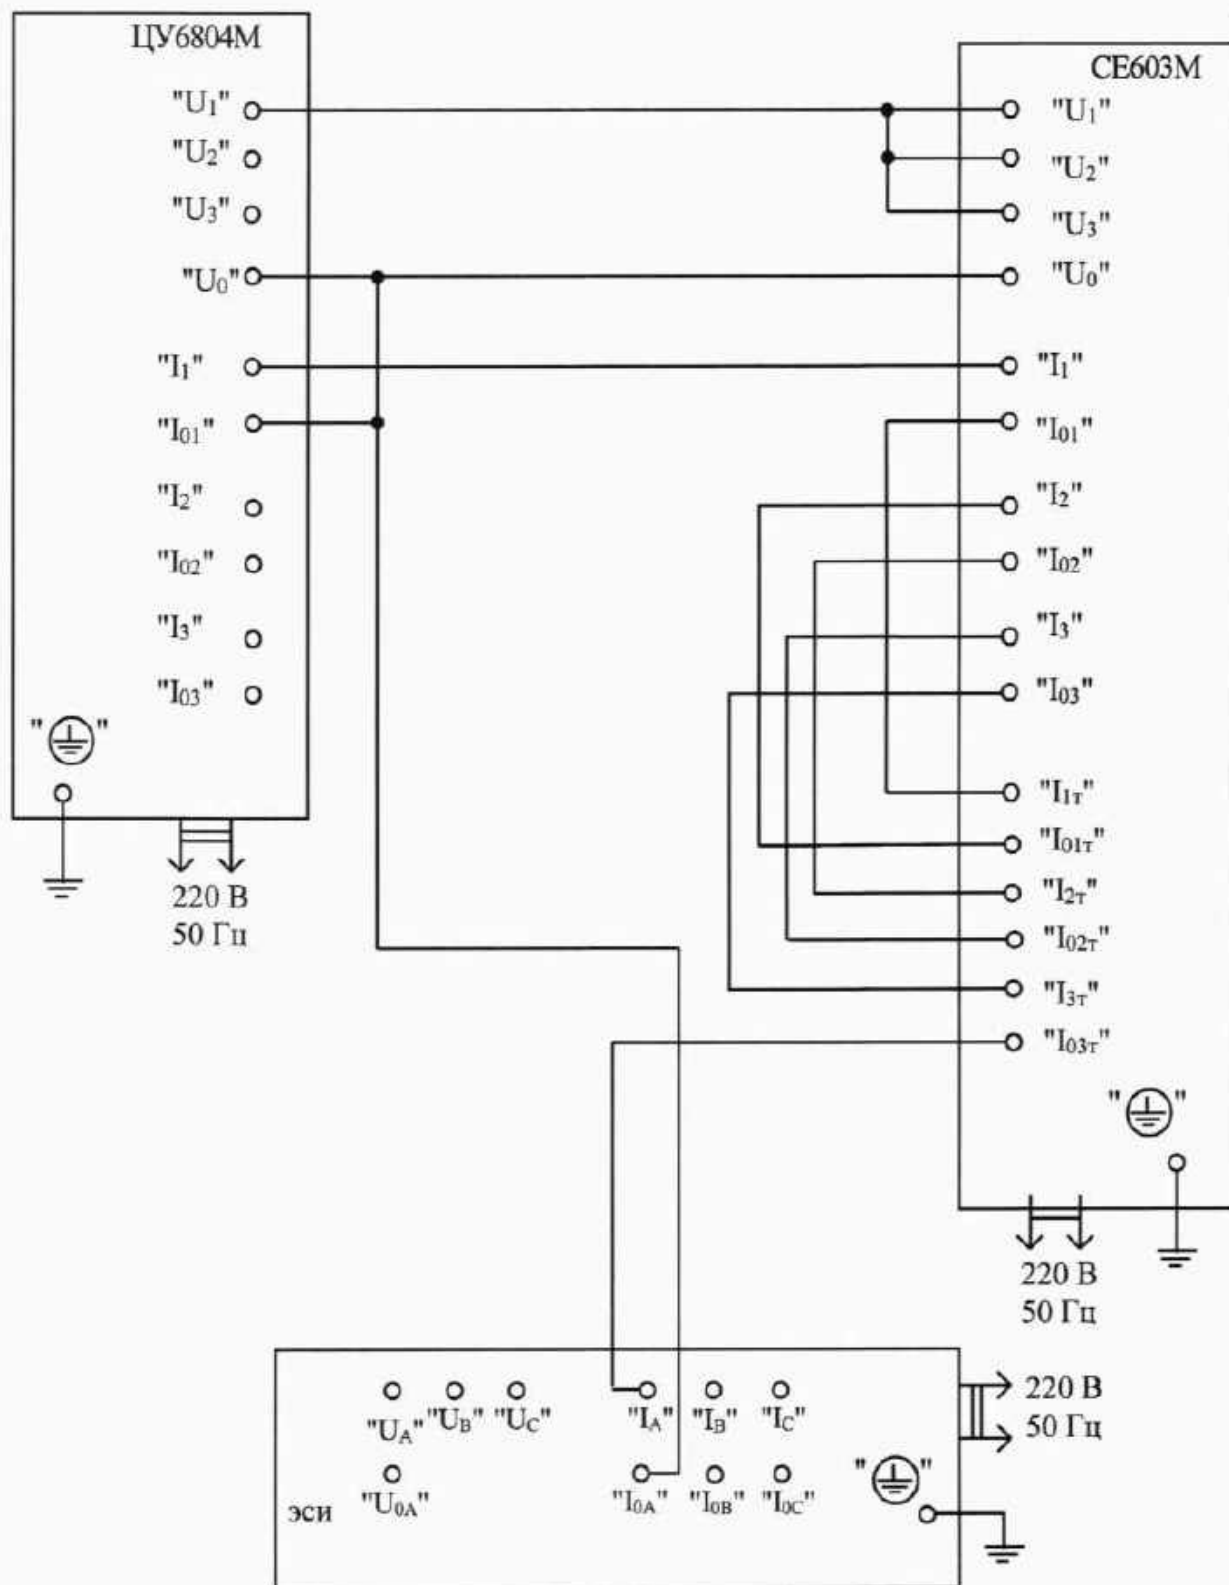 ЦУ6804М
"U1"
"U2"
"U3"
"U0"
"I1"
"I01"
"I2"
"I02"
"I3"
"I03"
" "
220 В
50 Гц
СЕ603М
"U1"
"U2"
"U3"
"U0"
"I1"
"I01"
"I2"
"I02"
"I3"
"I03"
"I1т"
"I01т"
"I2т"
"I02т"
"I3т"
"I03т"
" "
220 В
50 Гц
"UA" "UB" "UC" "IA" "IB" "IC"
"U0A" "I0A" "I0B" "I0C" " "
эси
220 В
50 Гц